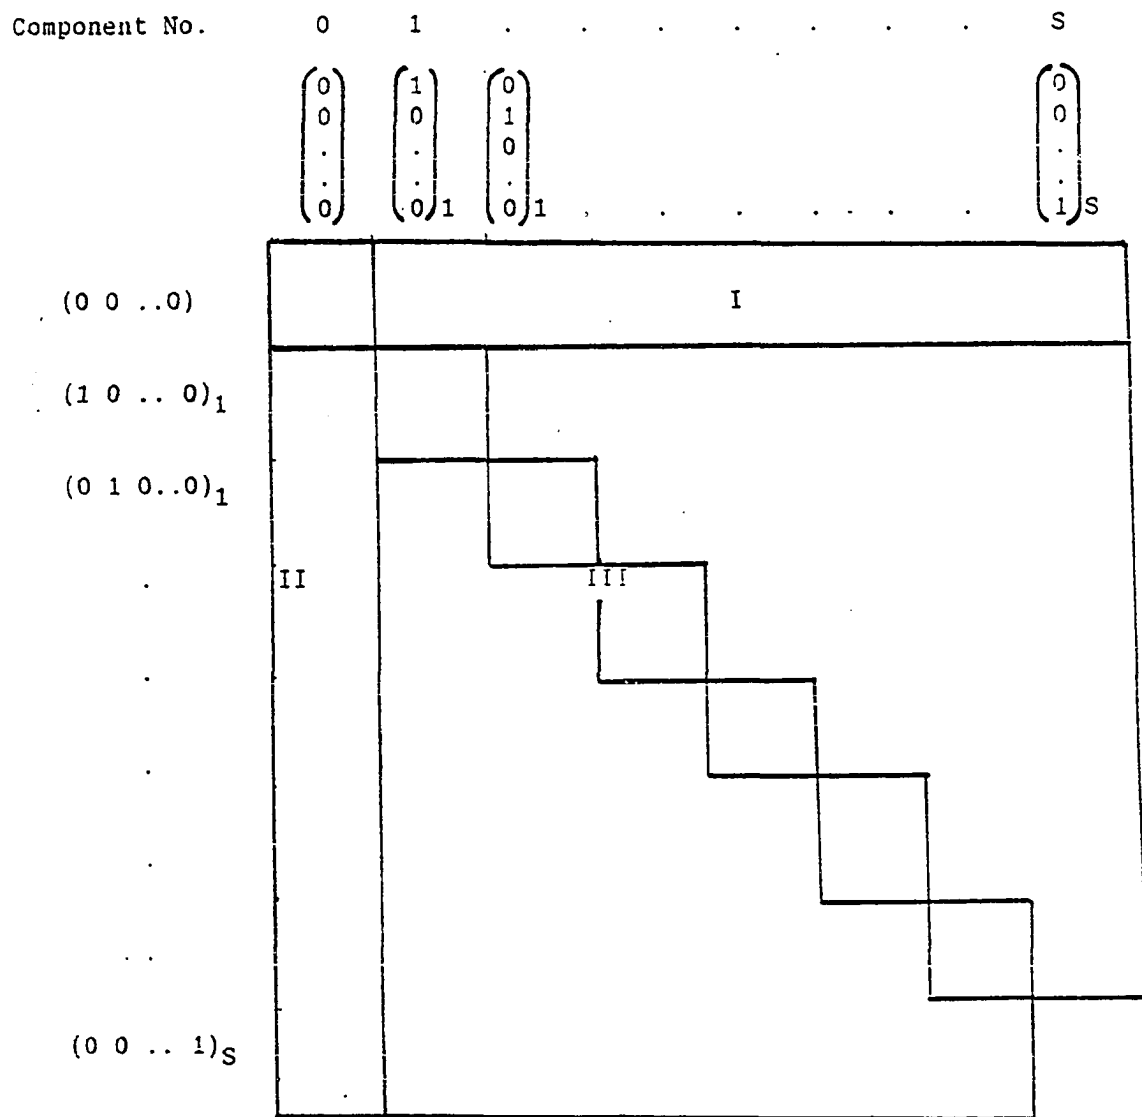 Component No. 0 1 . . . . . . . S
0 1 0 0
0 0 1 0
. . 0 .
. . . .
0 0 1 0 1 . . . . . . 1 S
(0 0 ..0) I
(1 0 .. 0)1
(0 1 0..0)1
. II III
.
.
.
. .
(0 0 .. 1)S